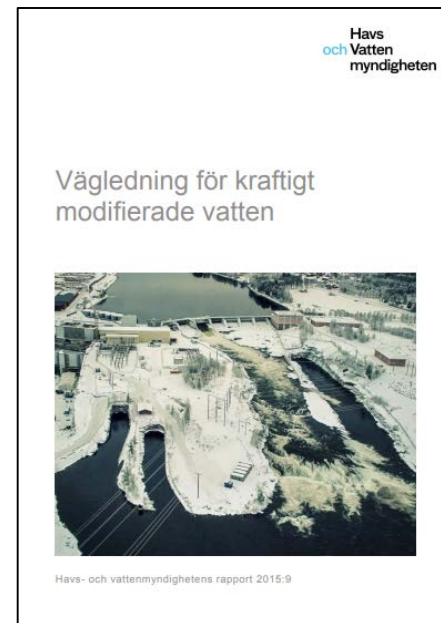 Havs
och Vatten
myndigheten
Vägledning för kraftigt
modifierade vatten
Havs- och vattenmyndighetens rapport 2015:9